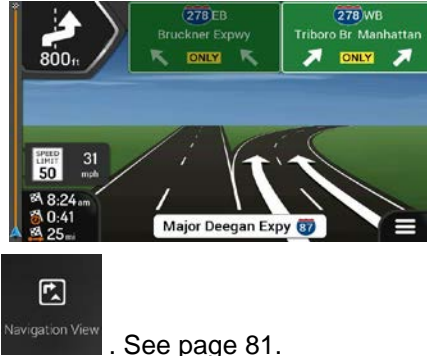 278 EB
Bruckner Expwy
ONLY
278 WB
Triboro Br Manhattan
ONLY
800ft
SPEED LIMIT 50
31 mph
8:24am
0:41
25mi
Major Deegan Expy 87
Navigation View
. See page 81.